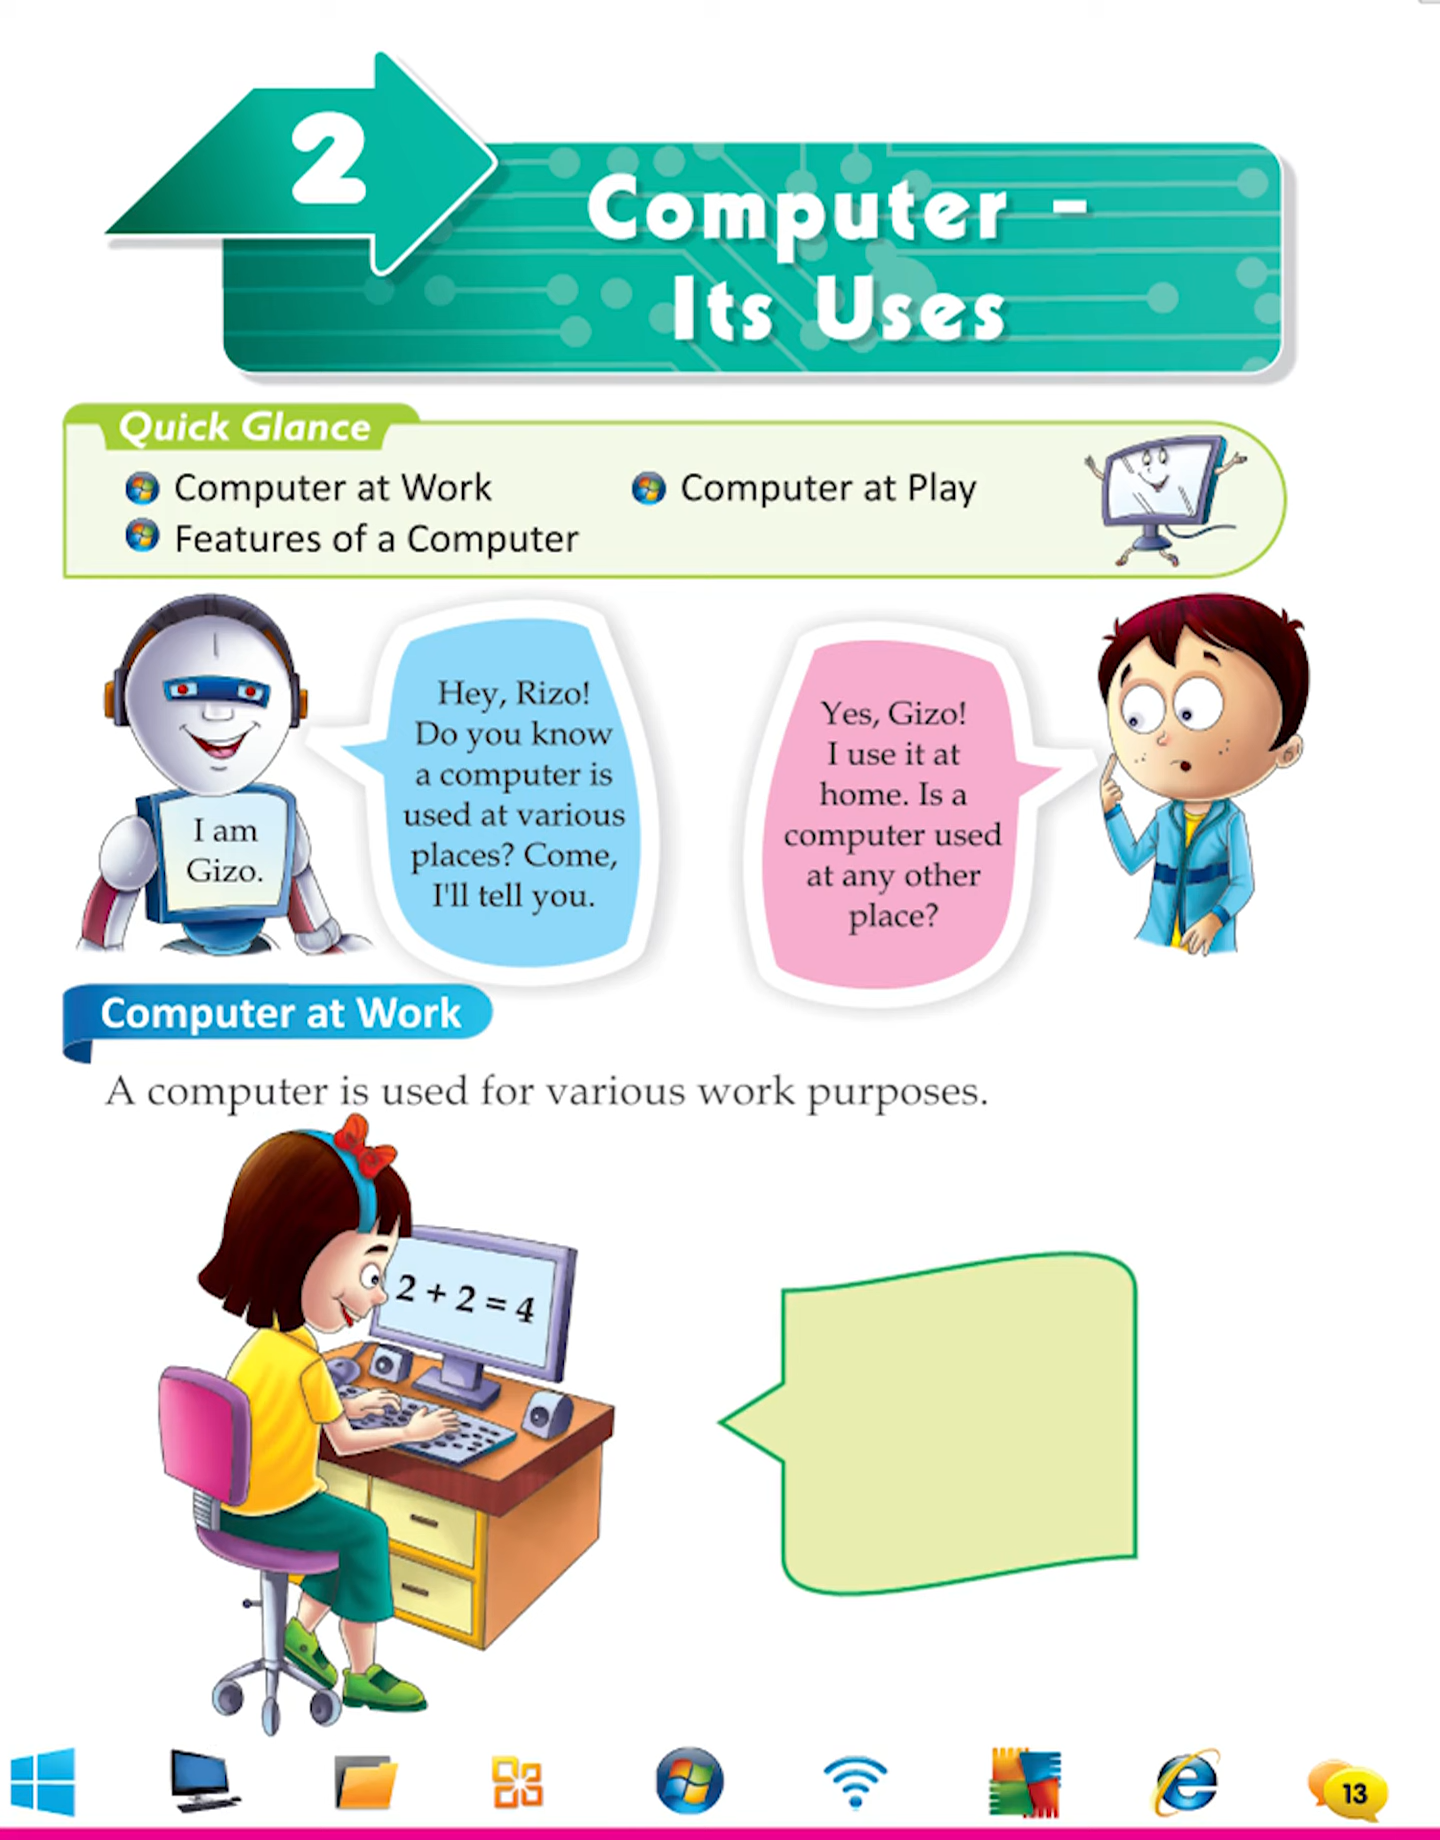 2
Computer -
Its Uses
Quick Glance
Computer at Work
Computer at Play
Features of a Computer
Hey, Rizo!
Do you know
a computer is
used at various
places? Come,
I'll tell you.
I am
Gizo.
Yes, Gizo!
I use it at
home. Is a
computer used
at any other
place?
Computer at Work
A computer is used for various work purposes.
2 + 2 = 4
13